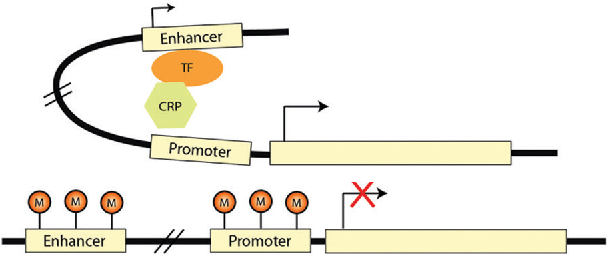 Enhancer
TF
CRP
Promoter
M M M M M M
Enhancer Promoter